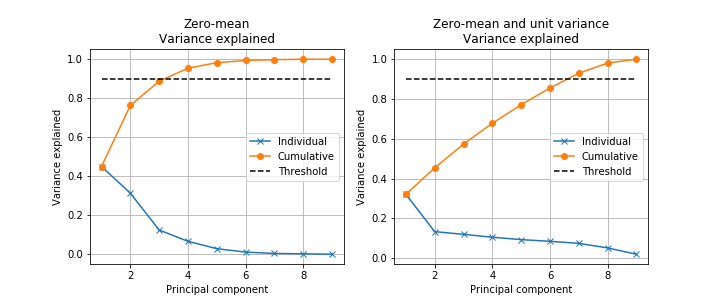 Zero-mean
Variance explained
Variance explained
1.0
0.8
0.6
0.4
0.2
0.0
Individual
Cumulative
Threshold
2
4
6
8
Principal component
Zero-mean and unit variance
Variance explained
Variance explained
1.0
0.8
0.6
0.4
0.2
0.0
Individual
Cumulative
Threshold
2
4
6
8
Principal component